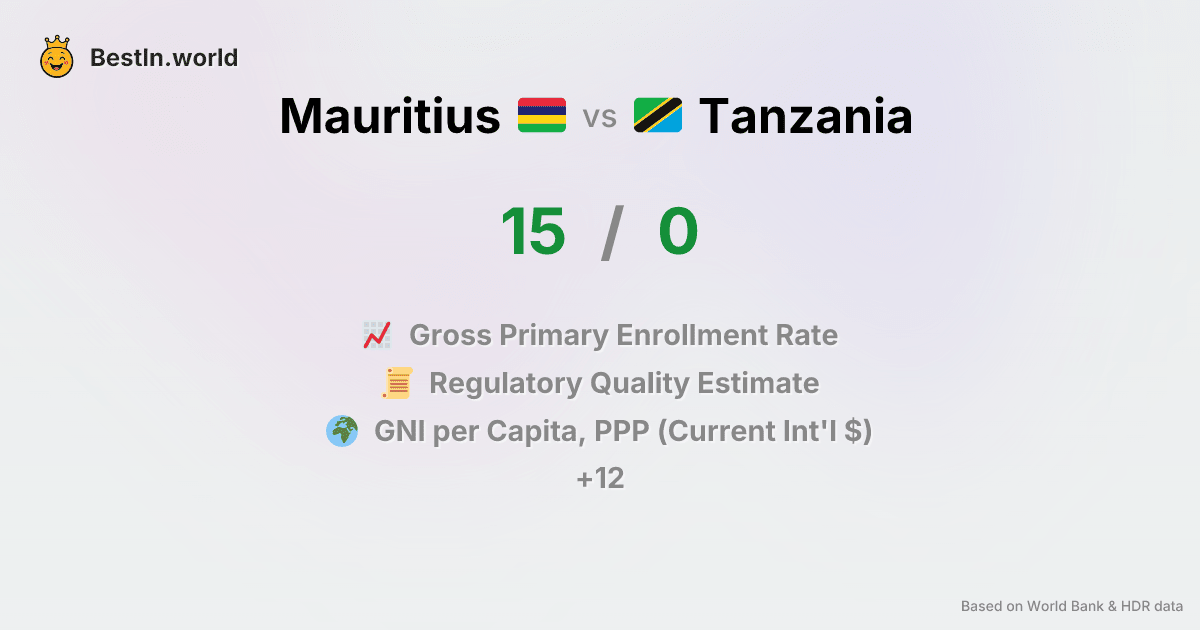 BestIn.world
Mauritius vs Tanzania
15 / 0
Gross Primary Enrollment Rate
Regulatory Quality Estimate
GNI per Capita, PPP (Current Int'l $)
+12
Based on World Bank & HDR data